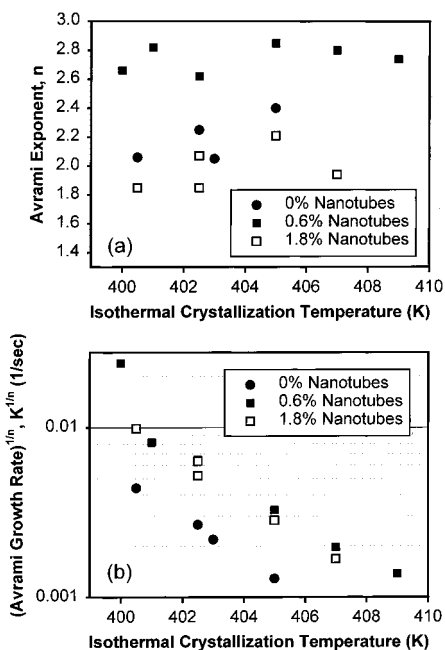 3.0
2.8
2.6
2.4
2.2
2.0
1.8
1.6
1.4
Avrami Exponent, n
(a)
0% Nanotubes
0.6% Nanotubes
1.8% Nanotubes
400 402 404 406 408 410
Isothermal Crystallization Temperature (K)
(Avrami Growth Rate)^1/n, K^1/n (1/sec)
0.01
0.001
0% Nanotubes
0.6% Nanotubes
1.8% Nanotubes
(b)
400 402 404 406 408 410
Isothermal Crystallization Temperature (K)